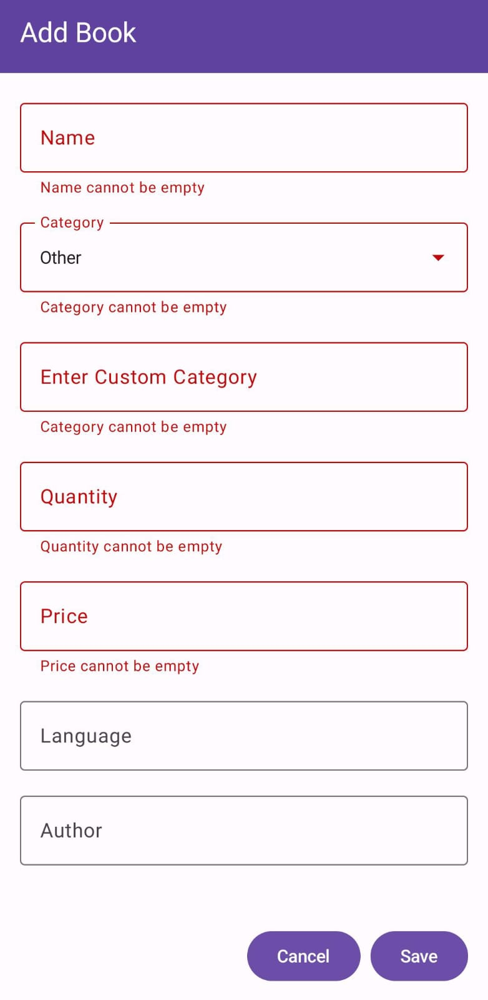 Add Book
Name
Name cannot be empty
Category
Other
Category cannot be empty
Enter Custom Category
Category cannot be empty
Quantity
Quantity cannot be empty
Price
Price cannot be empty
Language
Author
Cancel Save